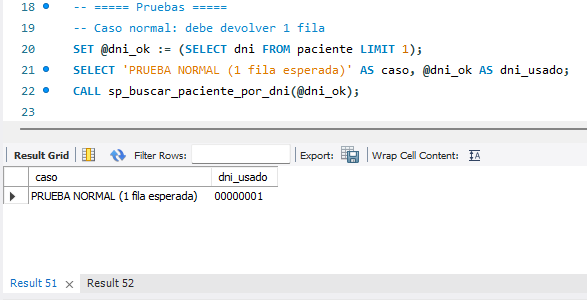 18 -- ===== Pruebas =====
19 -- Caso normal: debe devolver 1 fila
20 SET @dni_ok := (SELECT dni FROM paciente LIMIT 1);
21 SELECT 'PRUEBA NORMAL (1 fila esperada)' AS caso, @dni_ok AS dni_usado;
22 CALL sp_buscar_paciente_por_dni(@dni_ok);
23
Result Grid Filter Rows: Export: Wrap Cell Content:
caso dni_usado
PRUEBA NORMAL (1 fila esperada) 00000001
Result 51 Result 52